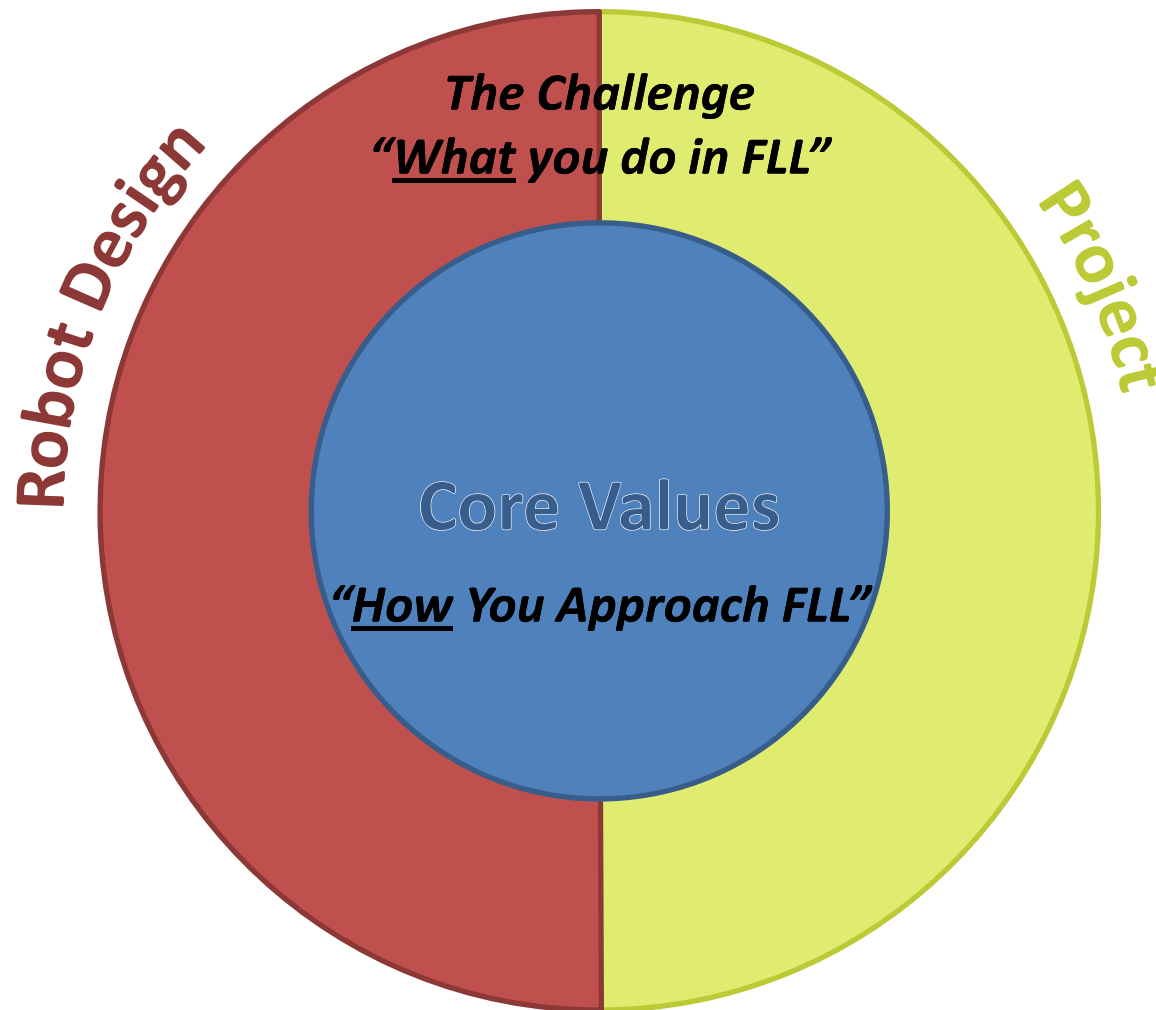 The Challenge
“What you do in FLL”
Robot Design
Project
Core Values
“How You Approach FLL”